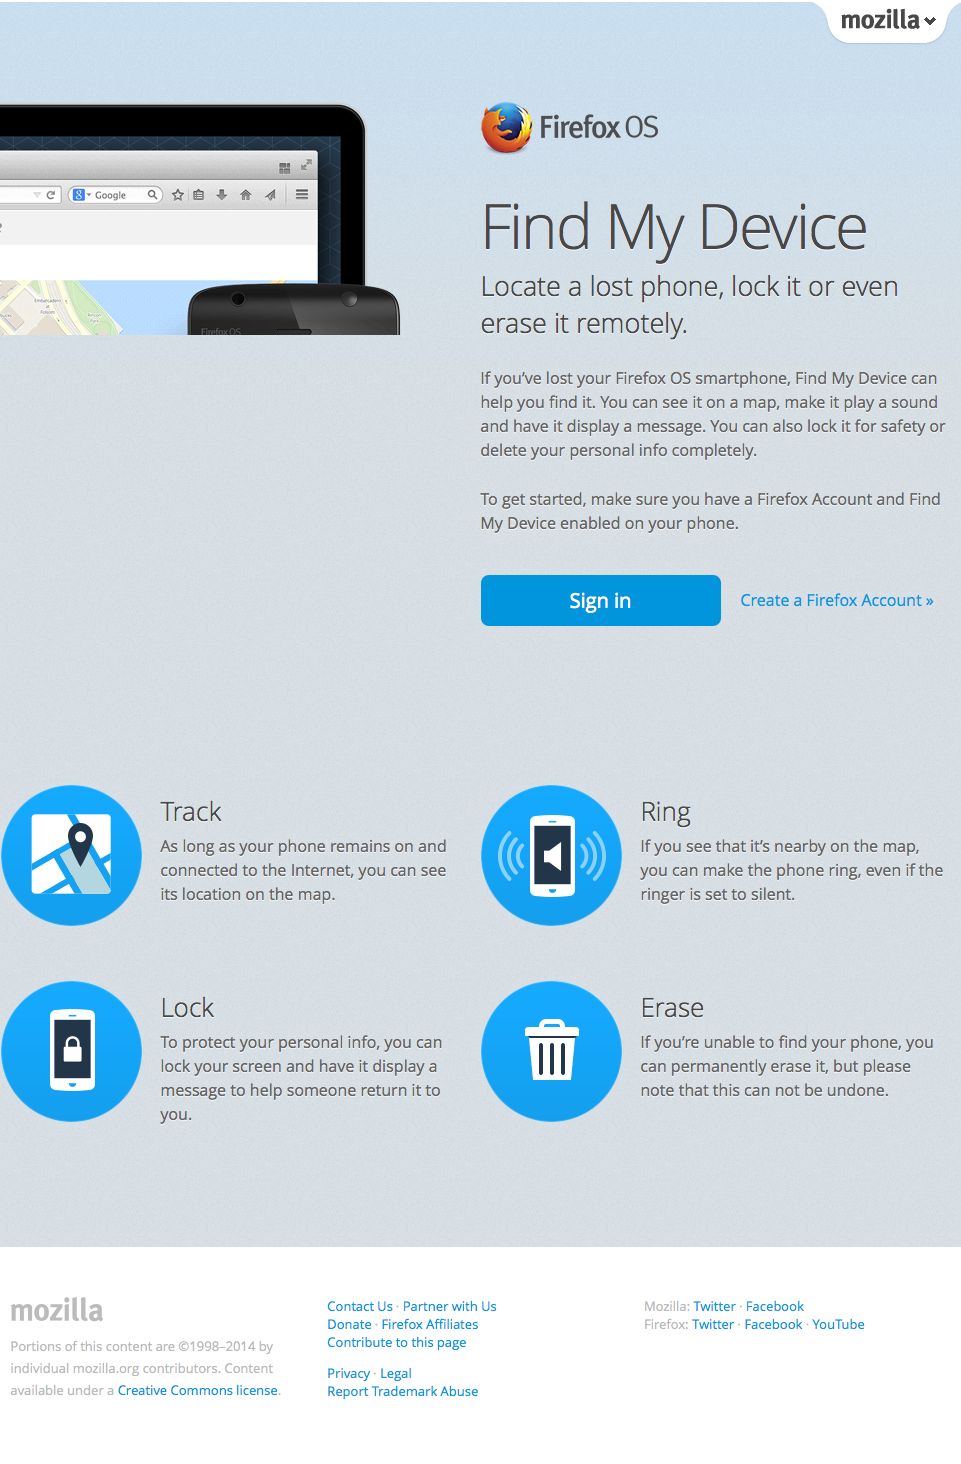 mozilla
Firefox OS
Google
Embarcadero
at
Folsom
Rincon
Park
Firefox OS
Find My Device
Locate a lost phone, lock it or even
erase it remotely.
If you’ve lost your Firefox OS smartphone, Find My Device can
help you find it. You can see it on a map, make it play a sound
and have it display a message. You can also lock it for safety or
delete your personal info completely.
To get started, make sure you have a Firefox Account and Find
My Device enabled on your phone.
Sign in
Create a Firefox Account »
Track
As long as your phone remains on and
connected to the Internet, you can see
its location on the map.
Ring
If you see that it’s nearby on the map,
you can make the phone ring, even if the
ringer is set to silent.
Lock
To protect your personal info, you can
lock your screen and have it display a
message to help someone return it to
you.
Erase
If you’re unable to find your phone, you
can permanently erase it, but please
note that this can not be undone.
mozilla
Portions of this content are ©1998–2014 by
individual mozilla.org contributors. Content
available under a Creative Commons license.
Contact Us · Partner with Us
Donate · Firefox Affiliates
Contribute to this page
Privacy · Legal
Report Trademark Abuse
Mozilla: Twitter · Facebook
Firefox: Twitter · Facebook · YouTube